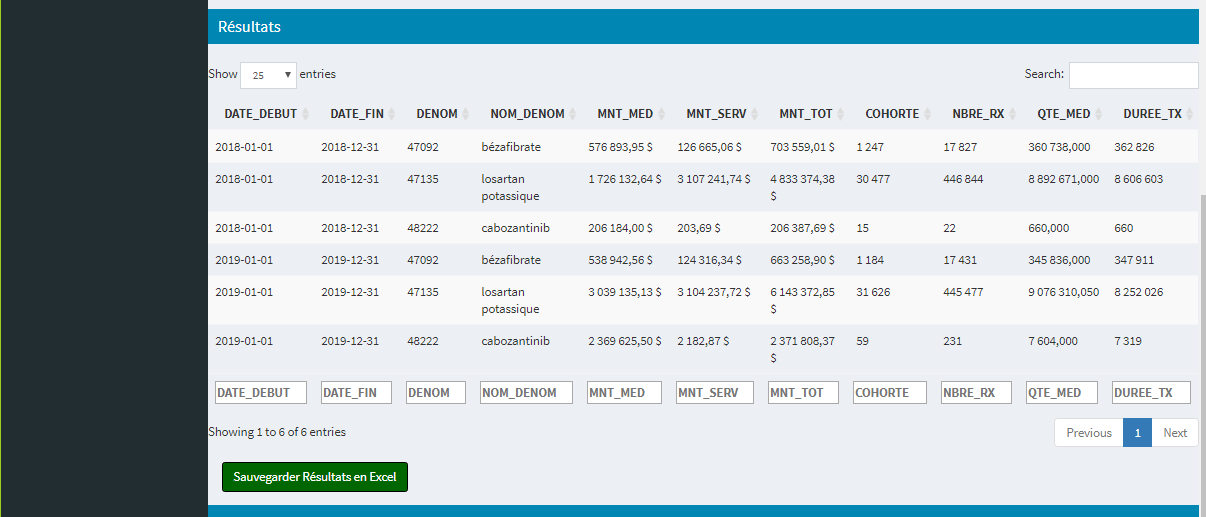 Résultats
Show 25 entries Search:
DATE_DEBUT DATE_FIN DENOM NOM_DENOM MNT_MED MNT_SERV MNT_TOT COHORTE NBRE_RX QTE_MED DUREE_TX
2018-01-01 2018-12-31 47092 bézafibrate 576 893,95 $ 126 665,06 $ 703 559,01 $ 1 247 17 827 360 738,000 362 826
2018-01-01 2018-12-31 47135 losartan 1 726 132,64 $ 3 107 241,74 $ 4 833 374,38 30 477 446 844 8 892 671,000 8 606 603
potassique $
2018-01-01 2018-12-31 48222 cabozantinib 206 184,00 $ 203,69 $ 206 387,69 $ 15 22 660,000 660
2019-01-01 2019-12-31 47092 bézafibrate 538 942,56 $ 124 316,34 $ 663 258,90 $ 1 184 17 431 345 836,000 347 911
2019-01-01 2019-12-31 47135 losartan 3 039 135,13 $ 3 104 237,72 $ 6 143 372,85 31 626 445 477 9 076 310,050 8 252 026
potassique $
2019-01-01 2019-12-31 48222 cabozantinib 2 369 625,50 $ 2 182,87 $ 2 371 808,37 59 231 7 604,000 7 319
$
DATE_DEBUT DATE_FIN DENOM NOM_DENOM MNT_MED MNT_SERV MNT_TOT COHORTE NBRE_RX QTE_MED DUREE_TX
Showing 1 to 6 of 6 entries Previous 1 Next
Sauvegarder Résultats en Excel